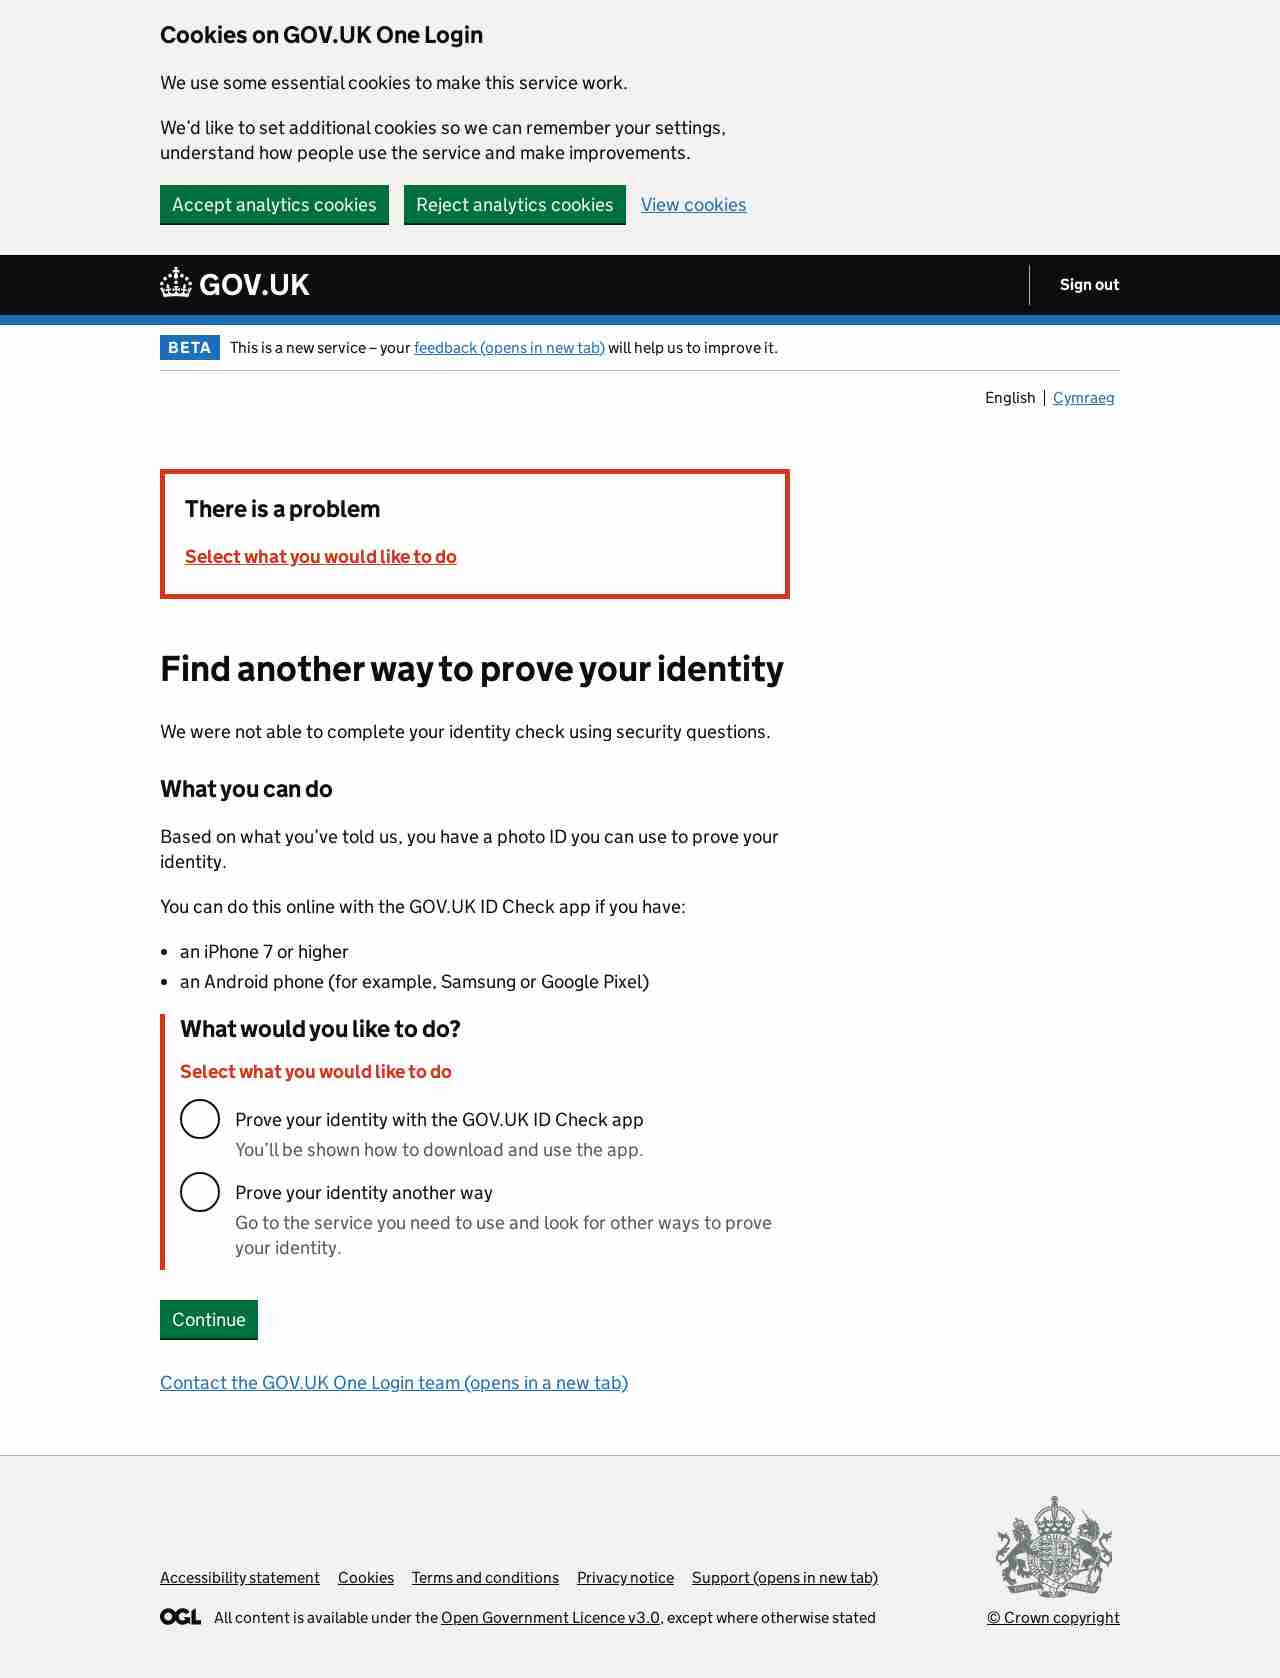 Cookies on GOV.UK One Login
We use some essential cookies to make this service work.
We’d like to set additional cookies so we can remember your settings,
understand how people use the service and make improvements.
Accept analytics cookies Reject analytics cookies View cookies
GOV.UK Sign out
BETA This is a new service – your feedback (opens in new tab) will help us to improve it.
English Cymraeg
There is a problem
Select what you would like to do
Find another way to prove your identity
We were not able to complete your identity check using security questions.
What you can do
Based on what you’ve told us, you have a photo ID you can use to prove your
identity.
You can do this online with the GOV.UK ID Check app if you have:
• an iPhone 7 or higher
• an Android phone (for example, Samsung or Google Pixel)
What would you like to do?
Select what you would like to do
Prove your identity with the GOV.UK ID Check app
You’ll be shown how to download and use the app.
Prove your identity another way
Go to the service you need to use and look for other ways to prove
your identity.
Continue
Contact the GOV.UK One Login team (opens in a new tab)
Accessibility statement Cookies Terms and conditions Privacy notice Support (opens in new tab)
OGL All content is available under the Open Government Licence v3.0, except where otherwise stated
© Crown copyright